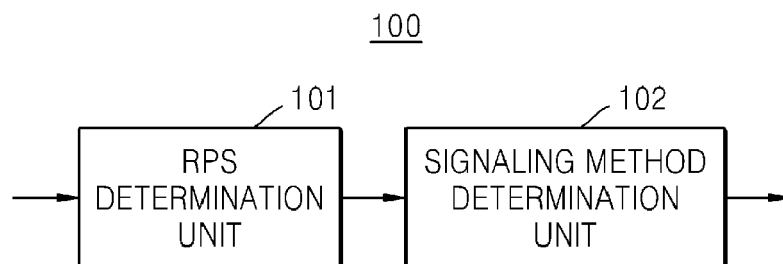 100
101
102
RPS
DETERMINATION
UNIT
SIGNALING METHOD
DETERMINATION
UNIT